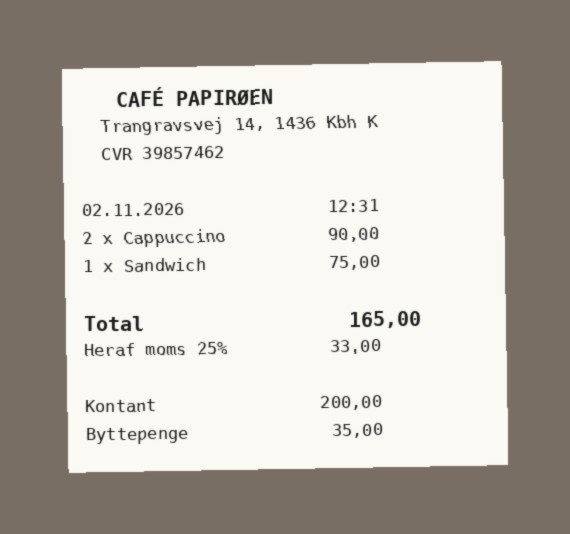 CAFÉ PAPIRØEN
Trangravsvej 14, 1436 Kbh K
CVR 39857462
02.11.2026 12:31
2 x Cappuccino 90,00
1 x Sandwich 75,00
Total 165,00
Heraf moms 25% 33,00
Kontant 200,00
Byttepenge 35,00